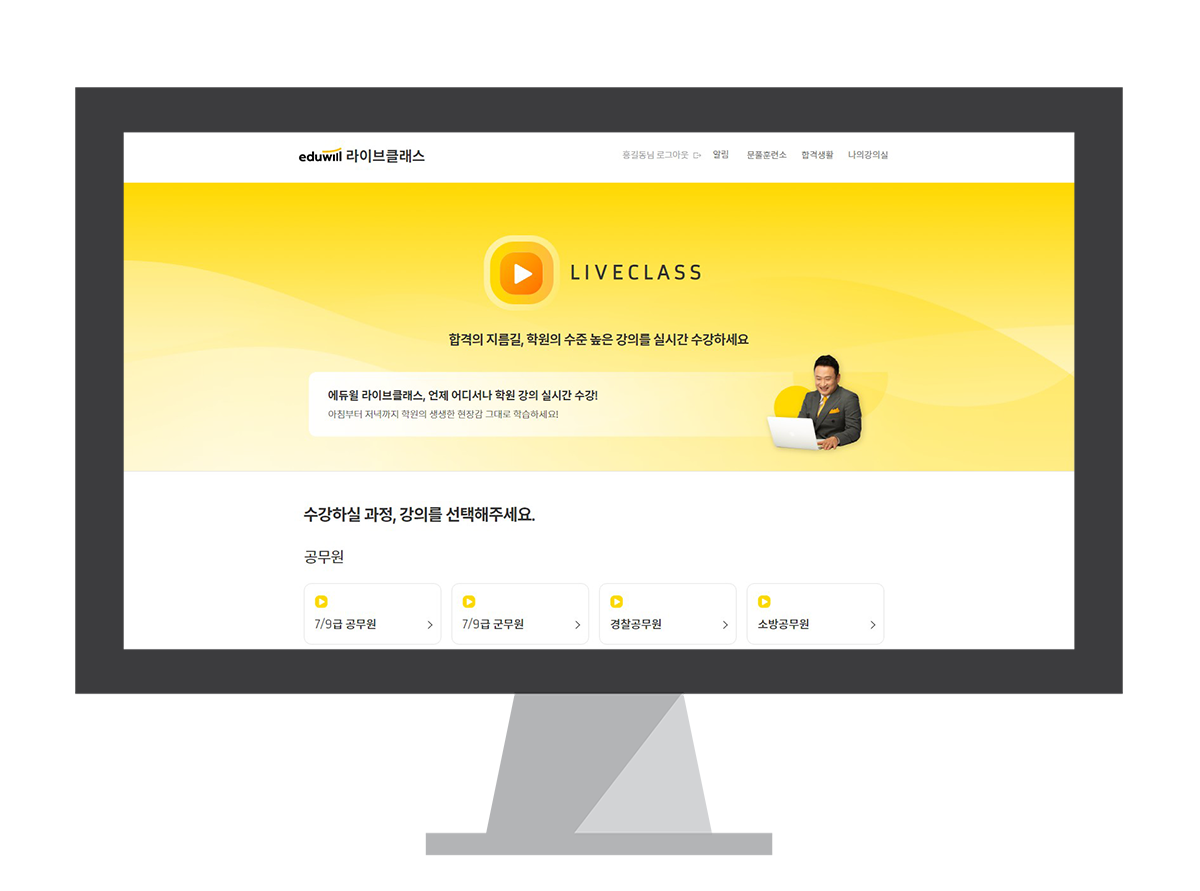 eduwill 라이브클래스
홍길동님 로그아웃 알림 문풀훈련소 합격생활 나의강의실
LIVECLASS
합격의 지름길, 학원의 수준 높은 강의를 실시간 수강하세요
에듀윌 라이브클래스, 언제 어디서나 학원 강의 실시간 수강!
아침부터 저녁까지 학원의 생생한 현장감 그대로 학습하세요!
수강하실 과정, 강의를 선택해주세요.
공무원
7/9급 공무원
7/9급 군무원
경찰공무원
소방공무원